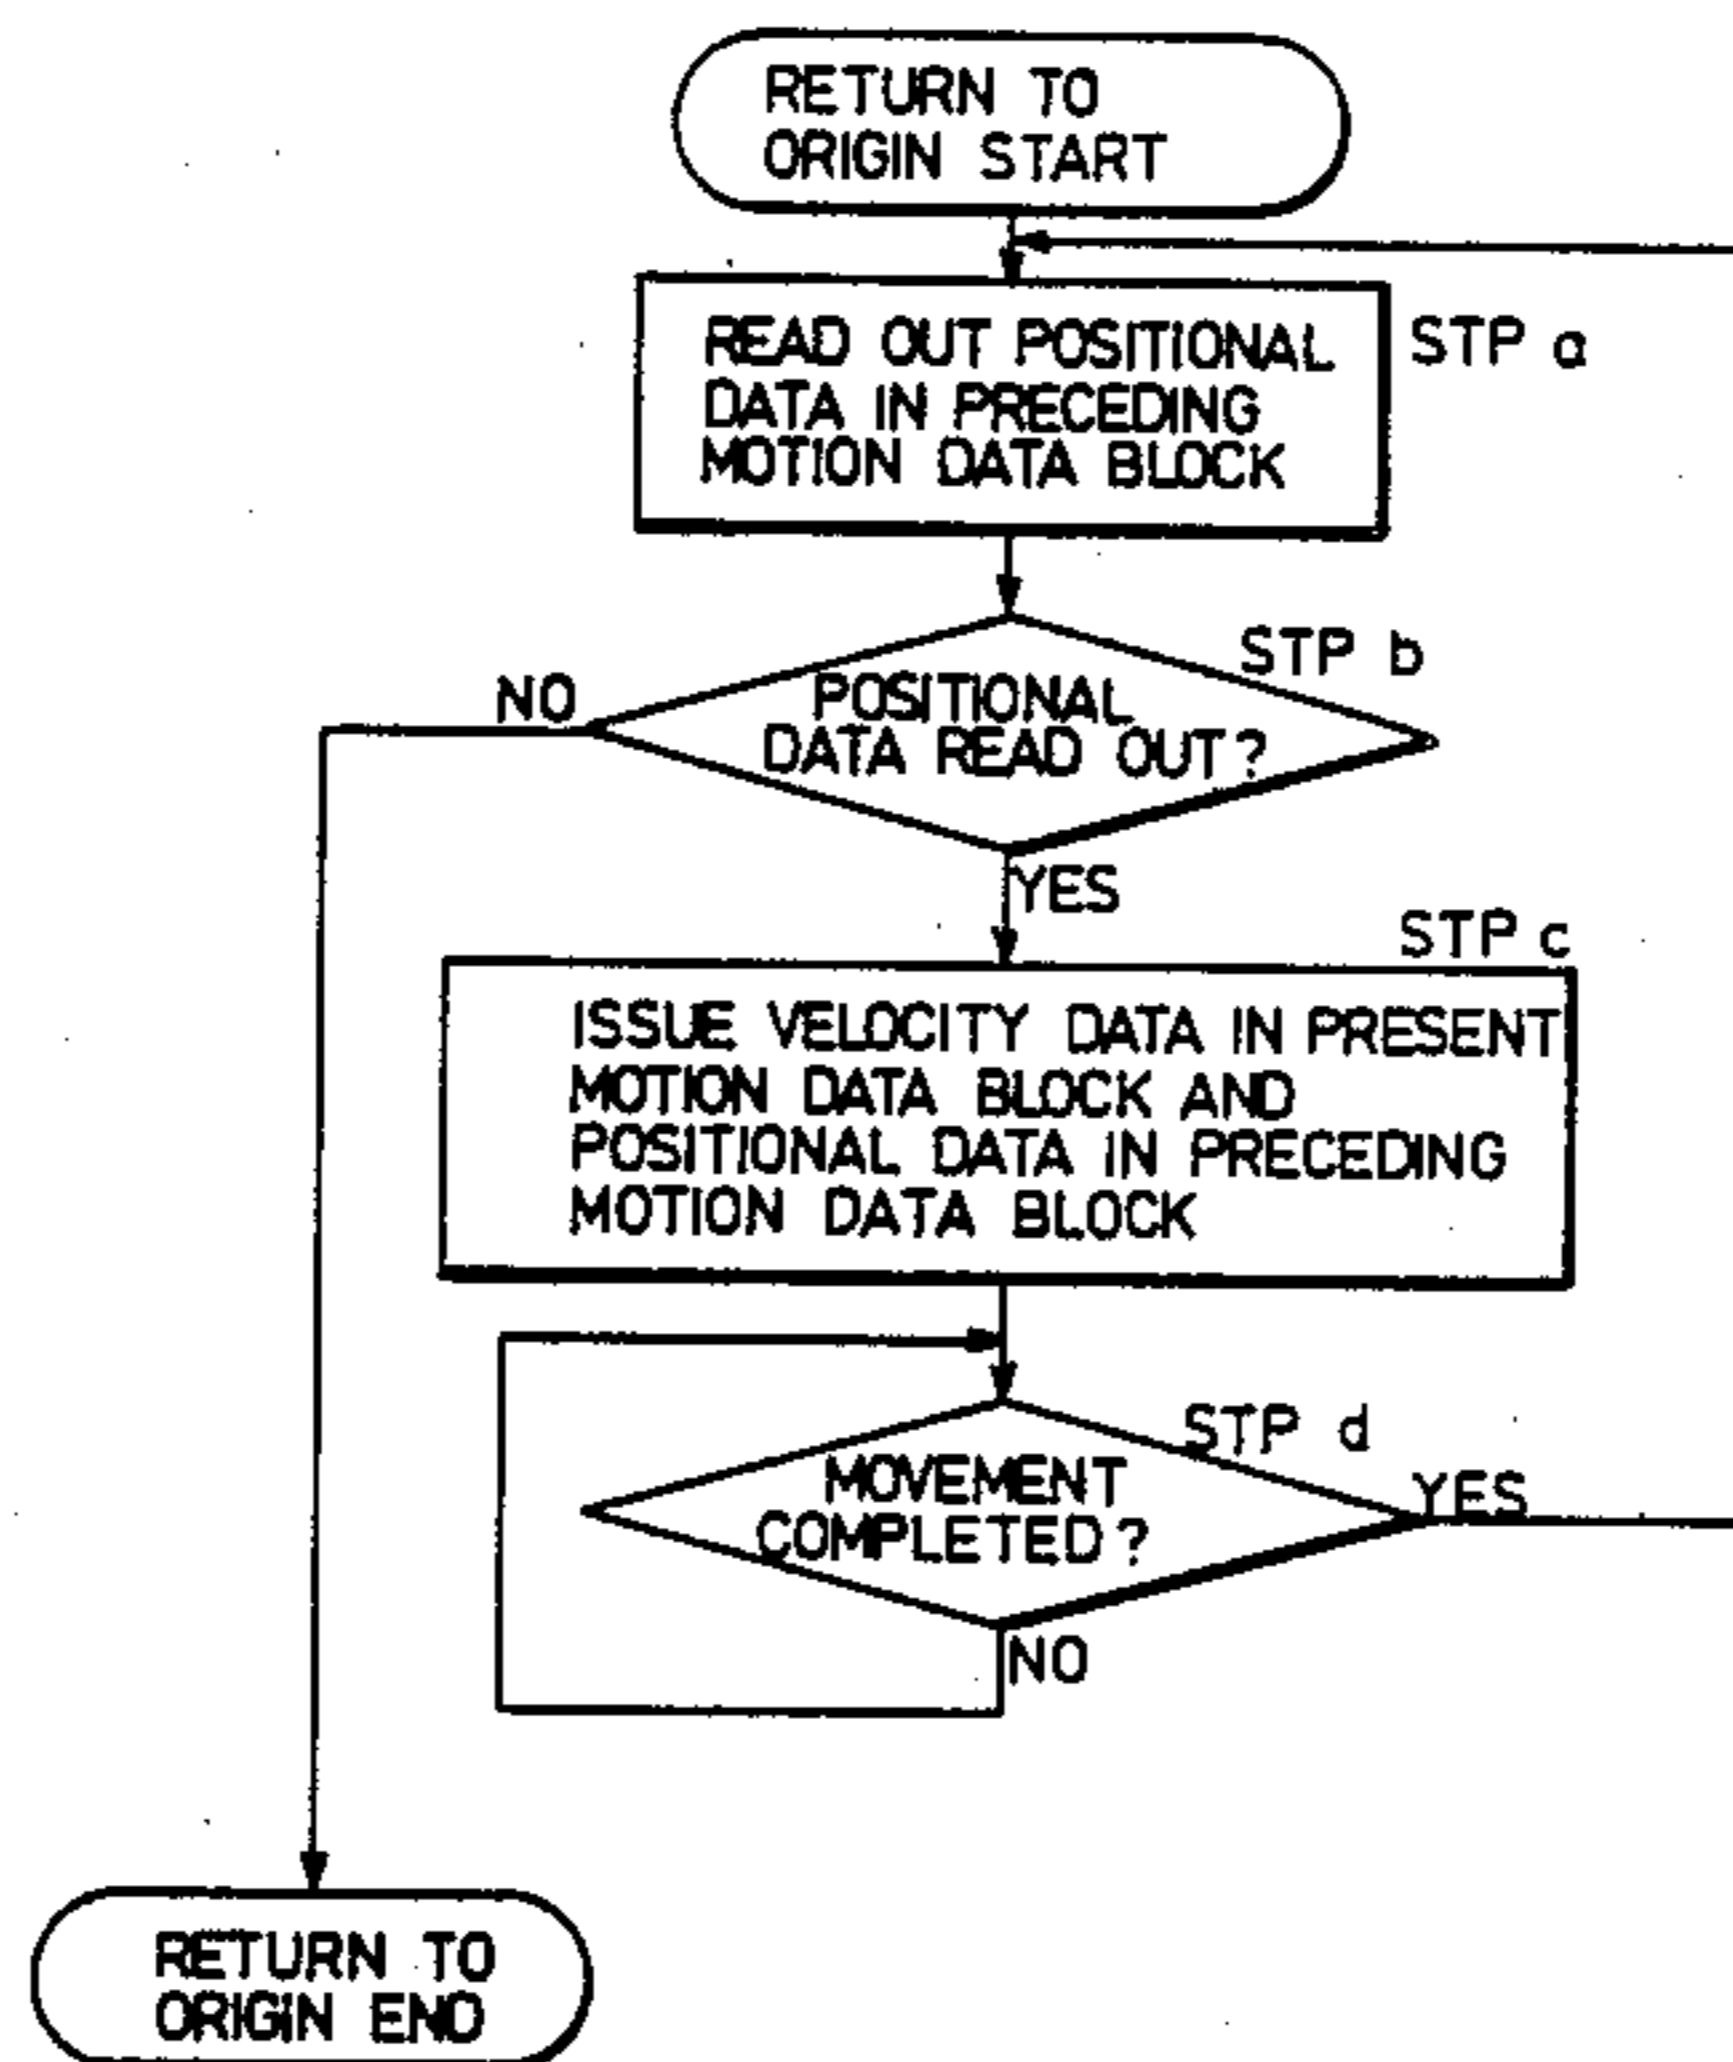 RETURN TO
ORIGIN START
READ OUT POSITIONAL
DATA IN PRECEDING
MOTION DATA BLOCK
STP a
STP b
NO
POSITIONAL
DATA READ OUT?
YES
STP c
ISSUE VELOCITY DATA IN PRESENT
MOTION DATA BLOCK AND
POSITIONAL DATA IN PRECEDING
MOTION DATA BLOCK
STP d
MOVEMENT
COMPLETED?
YES
NO
RETURN TO
ORIGIN END